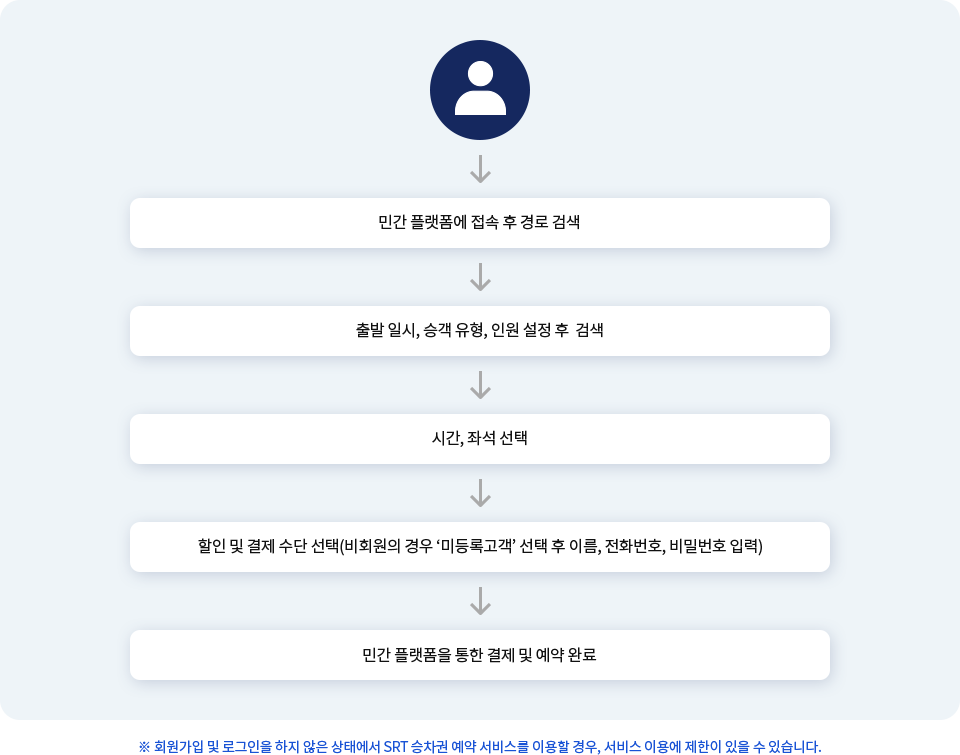 민간 플랫폼에 접속 후 경로 검색
출발 일시, 승객 유형, 인원 설정 후 검색
시간, 좌석 선택
할인 및 결제 수단 선택(비회원의 경우 ‘미등록고객’ 선택 후 이름, 전화번호, 비밀번호 입력)
민간 플랫폼을 통한 결제 및 예약 완료
※ 회원가입 및 로그인을 하지 않은 상태에서 SRT 승차권 예약 서비스를 이용할 경우, 서비스 이용에 제한이 있을 수 있습니다.